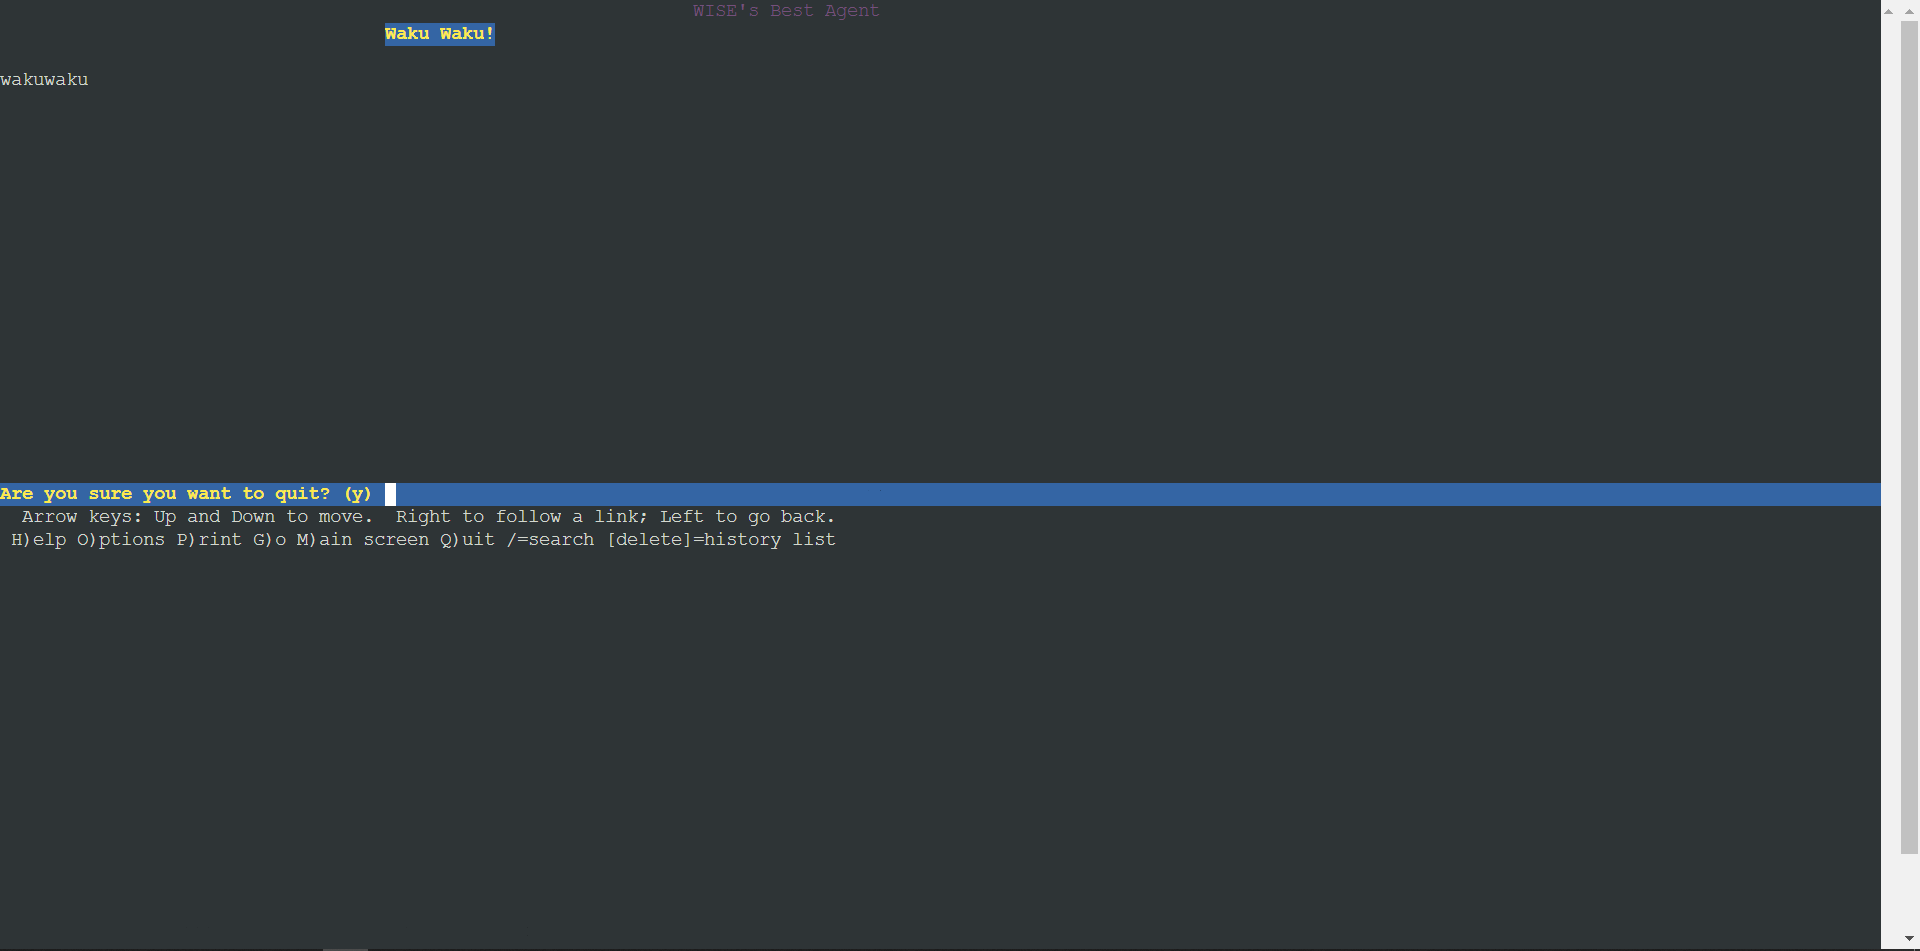 WISE's Best Agent
Waku Waku!
wakuwaku
Are you sure you want to quit? (y)
Arrow keys: Up and Down to move.  Right to follow a link; Left to go back.
H)elp O)ptions P)rint G)o M)ain screen Q)uit /=search [delete]=history list